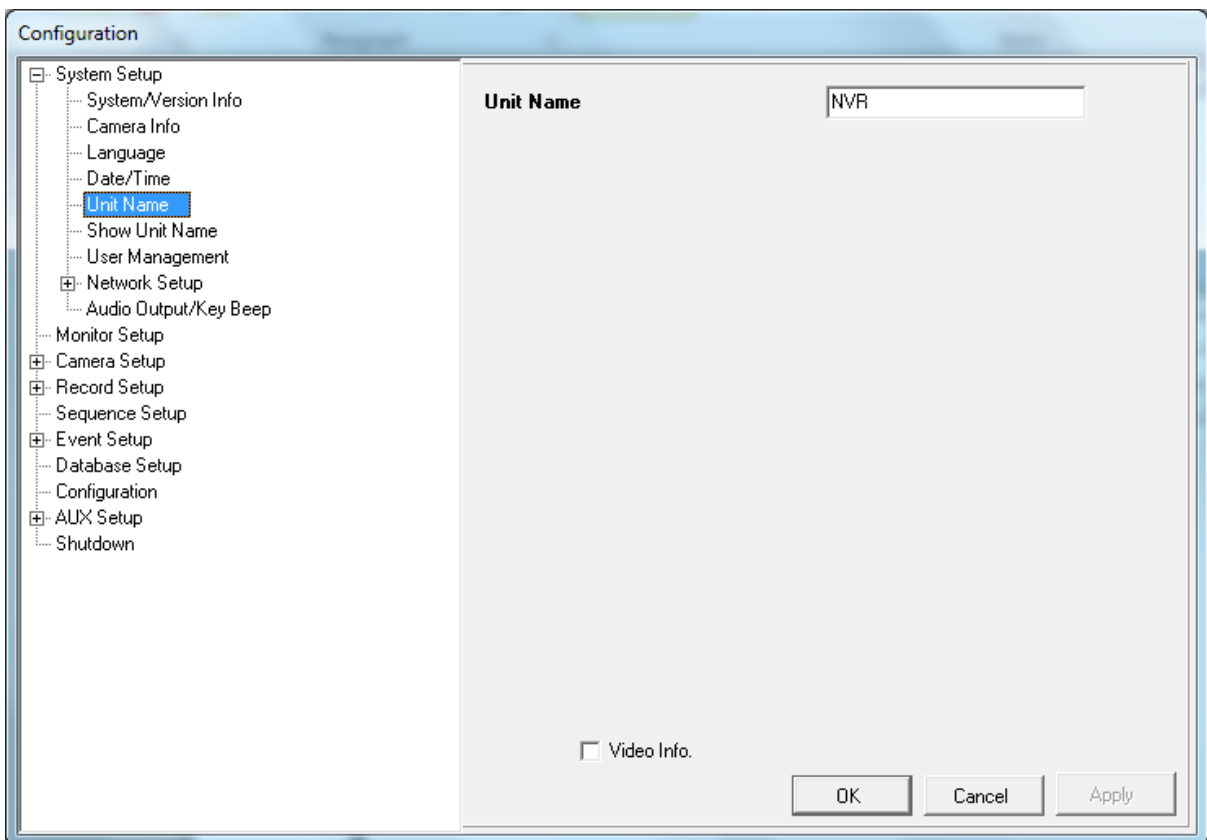 Configuration
System Setup
System/Version Info
Camera Info
Language
Date/Time
Unit Name
Show Unit Name
User Management
Network Setup
Audio Output/Key Beep
Monitor Setup
Camera Setup
Record Setup
Sequence Setup
Event Setup
Database Setup
Configuration
AUX Setup
Shutdown
Unit Name NVR
Video Info.
OK Cancel Apply